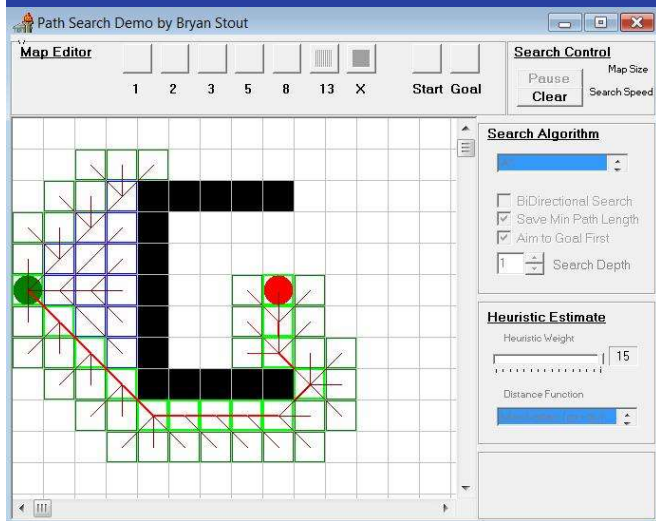 Path Search Demo by Bryan Stout
Map Editor
1 2 3 5 8 13 X Start Goal
Search Control
Pause
Clear
Map Size
Search Speed
Search Algorithm
BiDirectional Search
Save Min Path Length
Aim to Goal First
1 Search Depth
Heuristic Estimate
Heuristic Weight
15
Distance Function